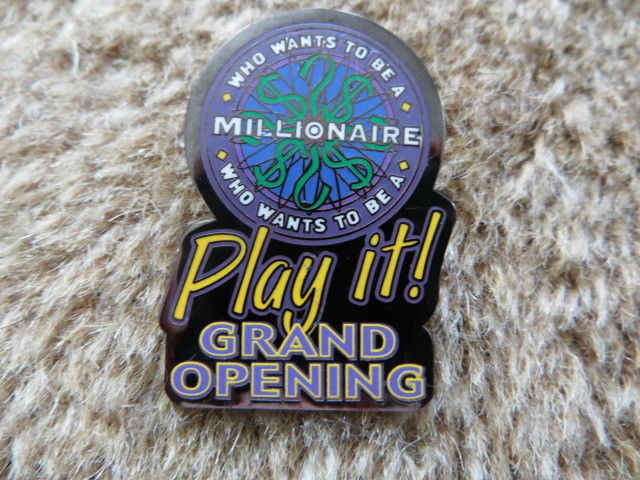 WHO WANTS TO BE A
MILLIONAIRE
WHO WANTS TO BE A
Play it!
GRAND
OPENING